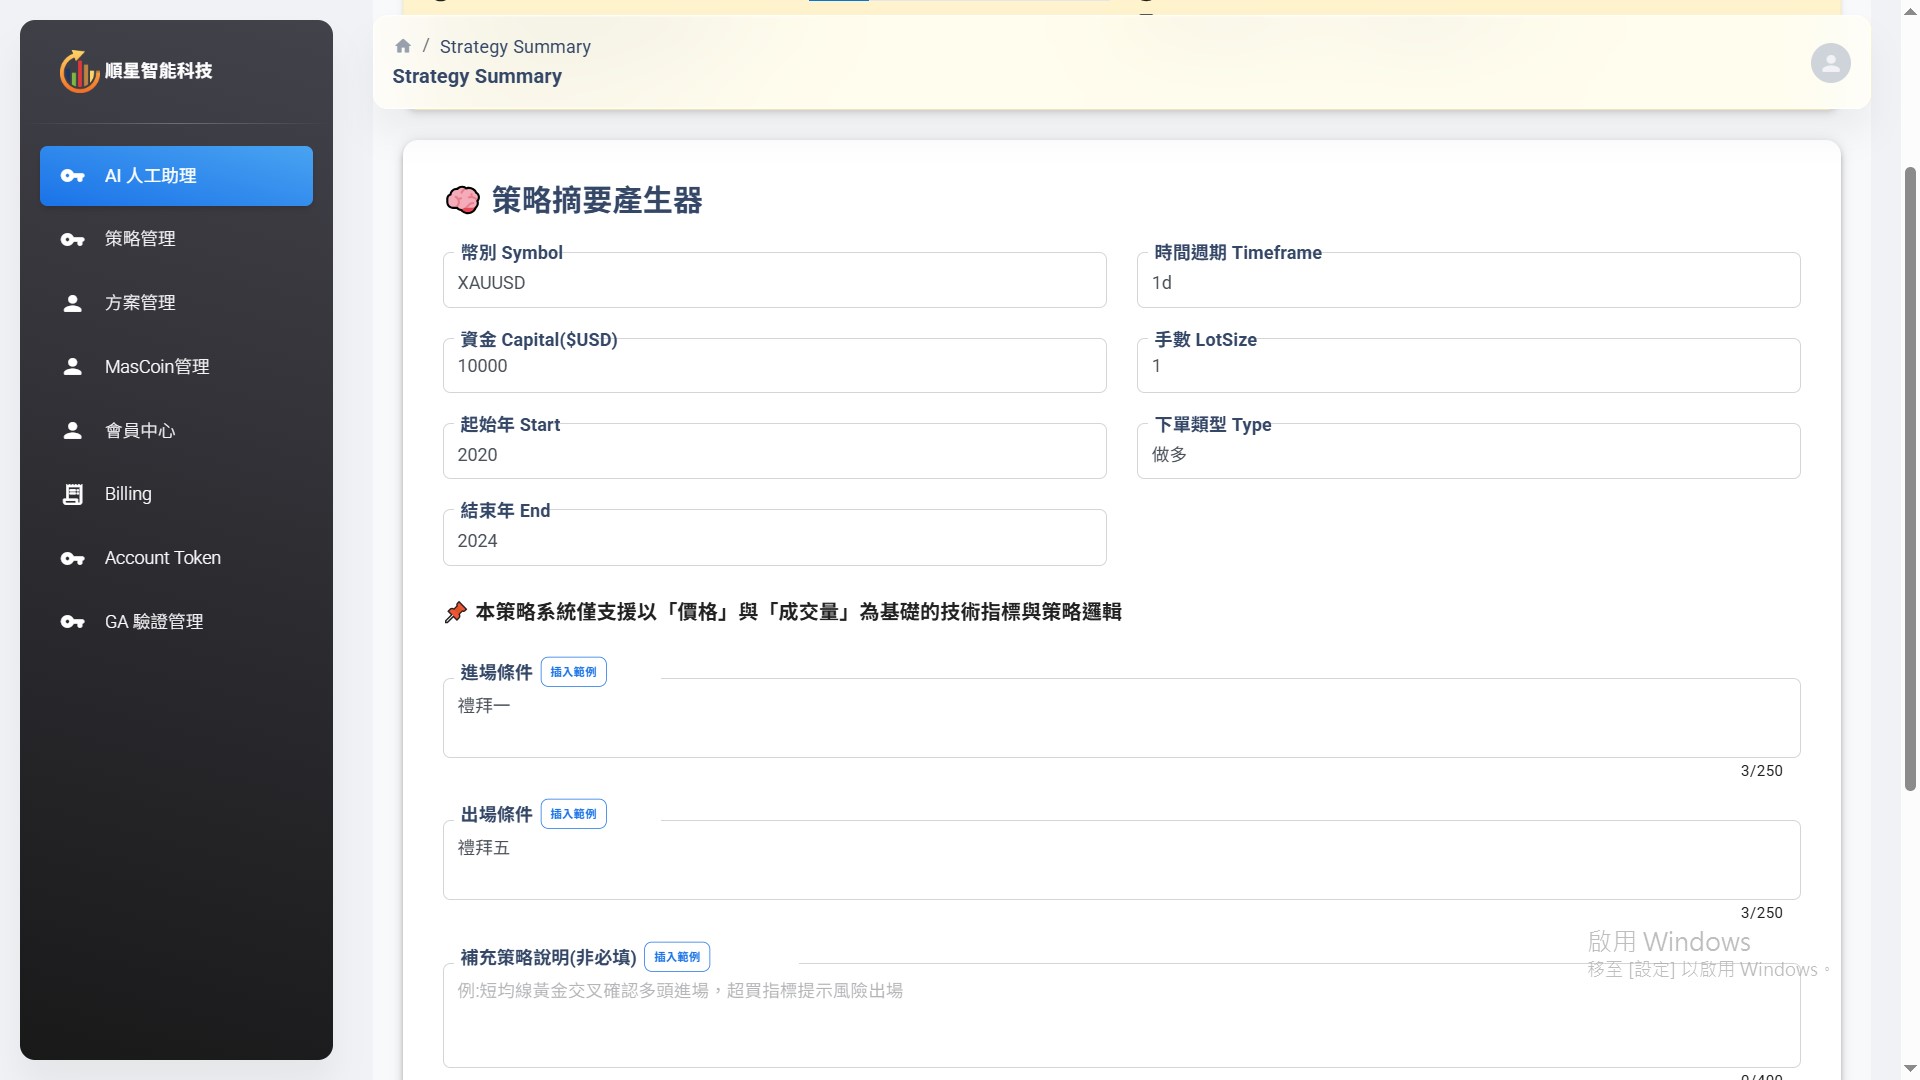 順星智能科技
AI 人工助理
策略管理
方案管理
MasCoin管理
會員中心
Billing
Account Token
GA 驗證管理
/ Strategy Summary
Strategy Summary
策略摘要產生器
幣別 Symbol
XAUUSD
時間週期 Timeframe
1d
資金 Capital($USD)
10000
手數 LotSize
1
起始年 Start
2020
下單類型 Type
做多
結束年 End
2024
本策略系統僅支援以「價格」與「成交量」為基礎的技術指標與策略邏輯
進場條件 插入範例
禮拜一
3/250
出場條件 插入範例
禮拜五
3/250
補充策略說明(非必填) 插入範例
例:短均線黃金交叉確認多頭進場，超買指標提示風險出場
0/400
啟用 Windows
移至 [設定] 以啟用 Windows。